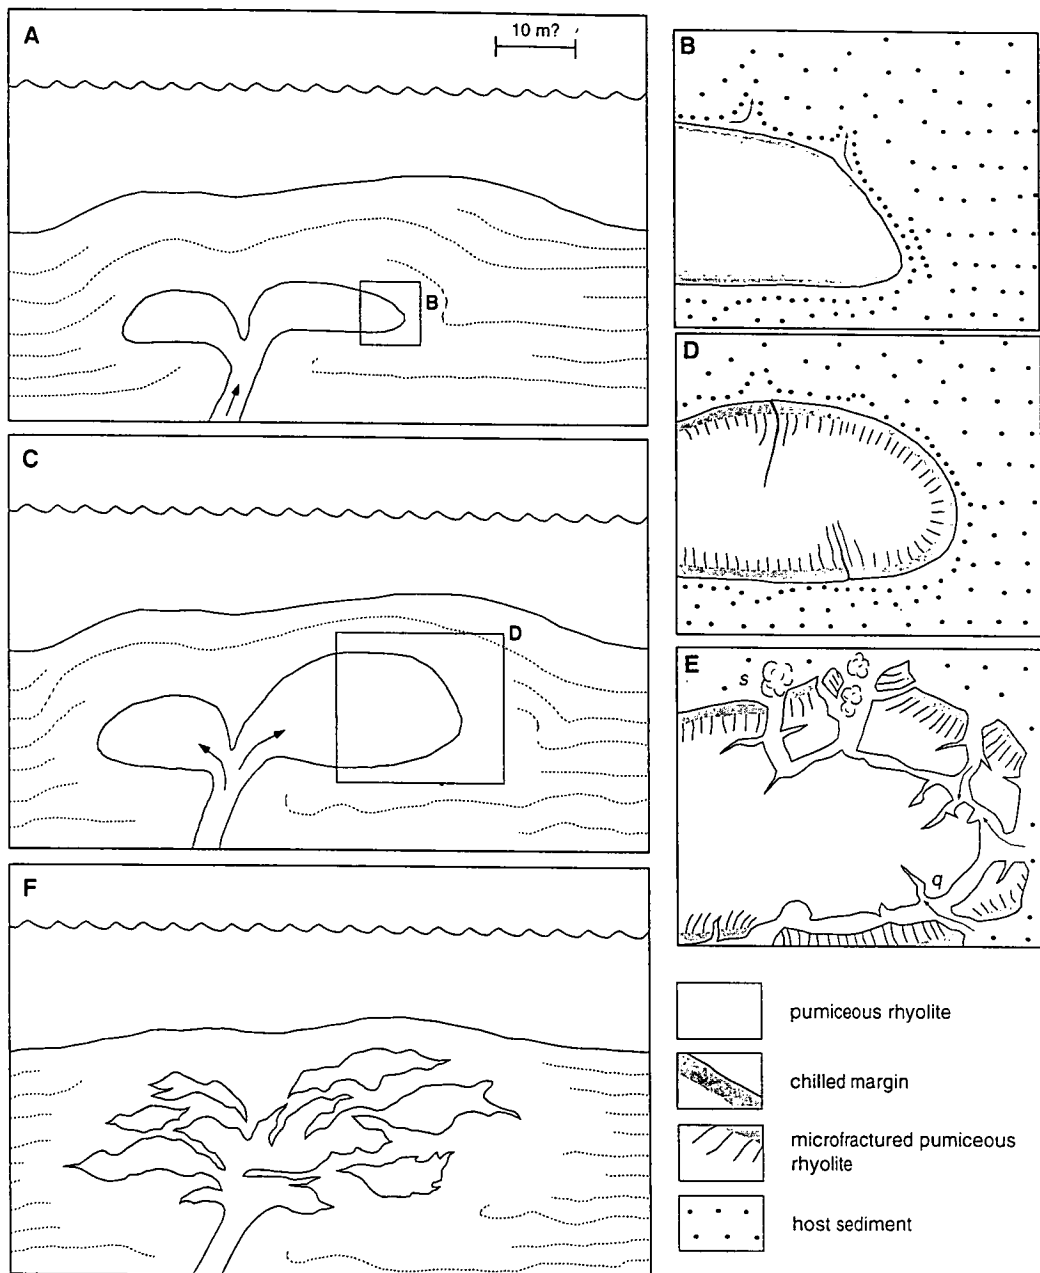 A
10 m?
B
B
C
D
D
E
s
q
F
pumiceous rhyolite
chilled margin
microfractured pumiceous
rhyolite
host sediment